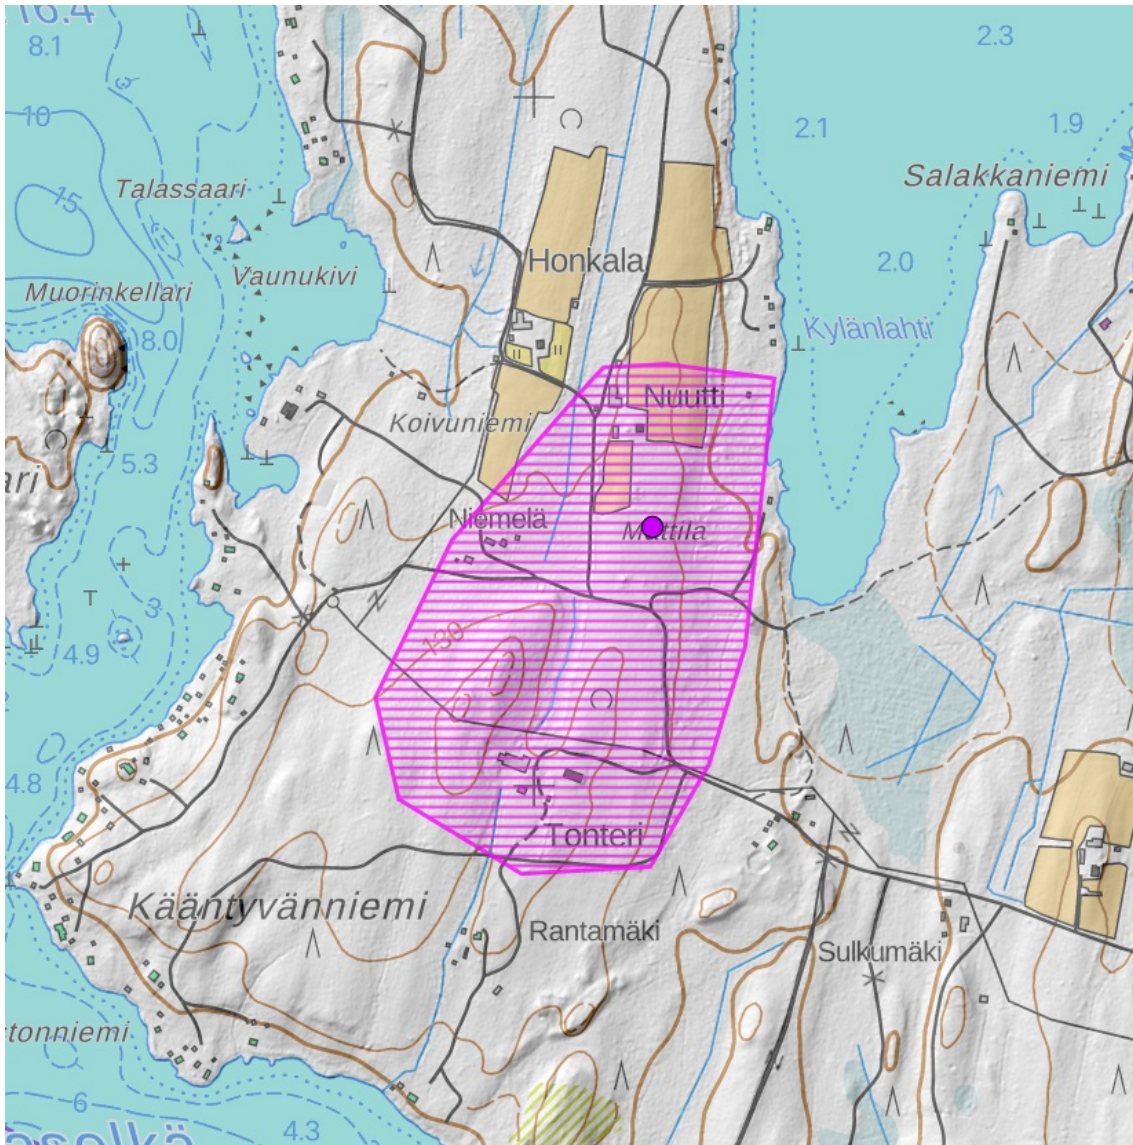 16.4
8.1
2.3
10
2.1
1.9
Talassaari
Salakkaniemi
15
Honkala
2.0
Vaunukivi
Muorinkellari
8.0
Kylänlahti
Nuutti
Koivuniemi
5.3
ari
Niemelä
Mattila
3
130
4.9
4.8
Tonteri
Kääntyvänniemi
Rantamäki
Sulkumäki
tonniemi
6
4.3
aselkä